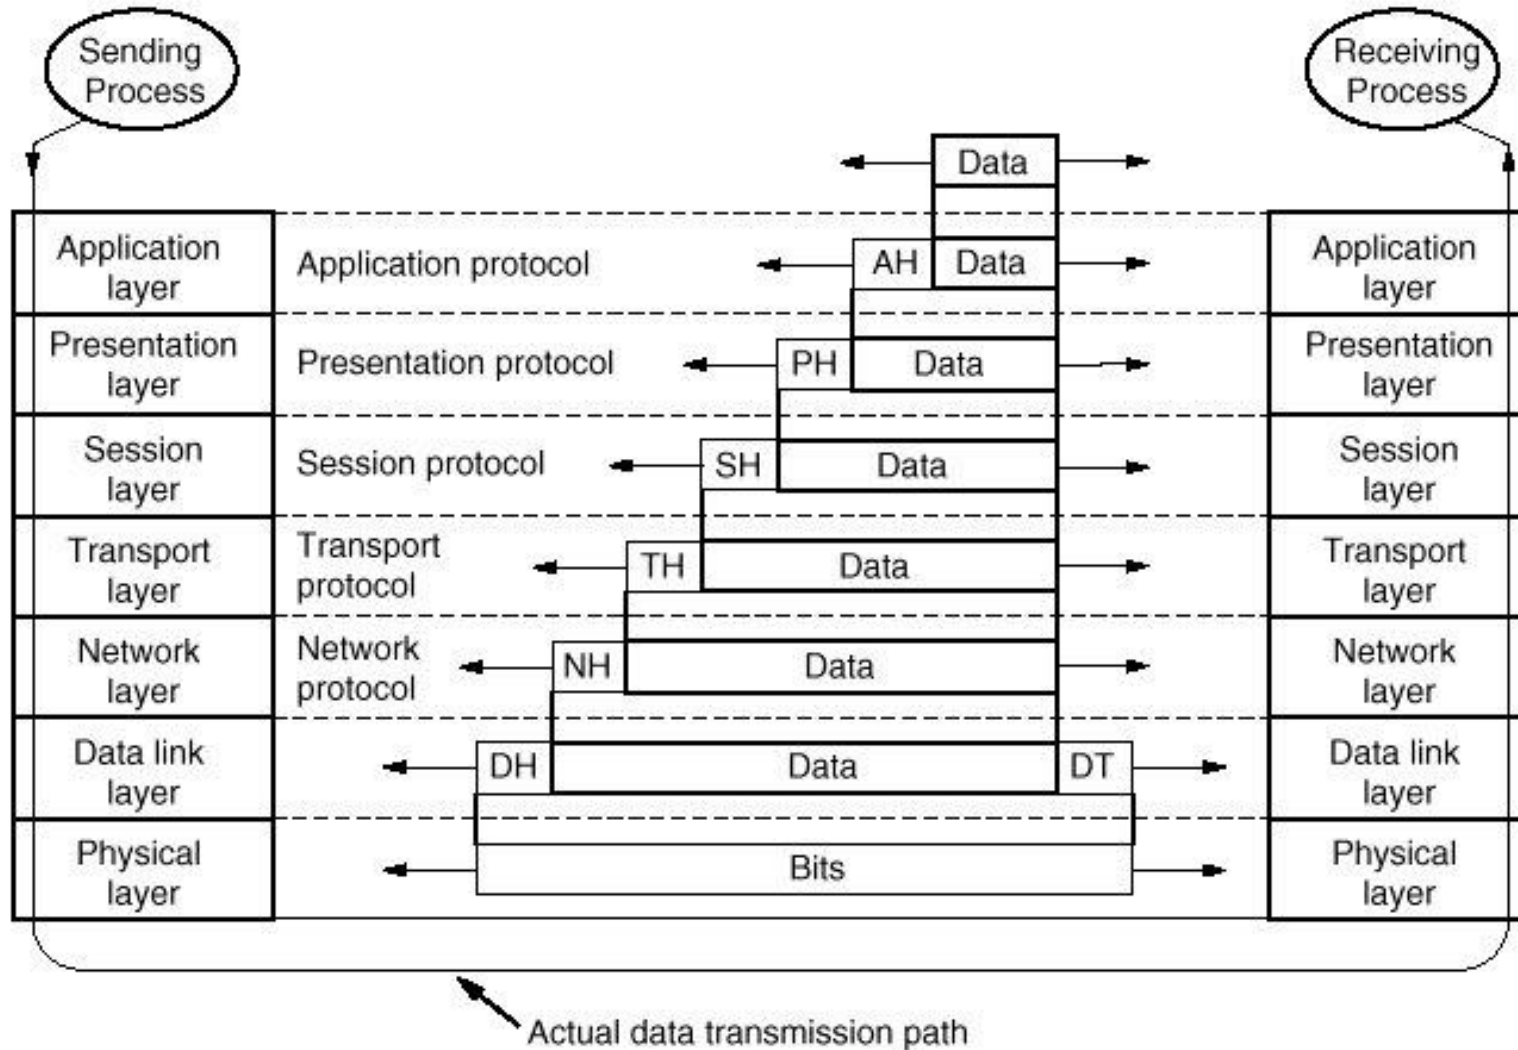 Sending
Process
Receiving
Process
Data
Application
layer
Application protocol
AH
Data
Application
layer
Presentation
layer
Presentation protocol
PH
Data
Presentation
layer
Session
layer
Session protocol
SH
Data
Session
layer
Transport
layer
Transport
protocol
TH
Data
Transport
layer
Network
layer
Network
protocol
NH
Data
Network
layer
Data link
layer
DH
Data
DT
Data link
layer
Physical
layer
Bits
Physical
layer
Actual data transmission path